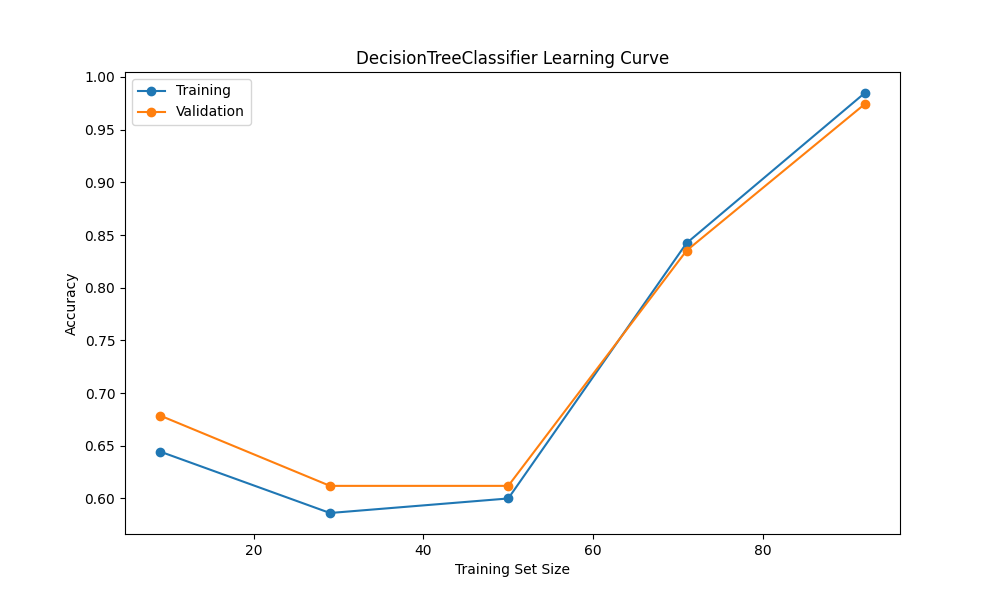 DecisionTreeClassifier Learning Curve
Training
Validation
1.00
0.95
0.90
0.85
0.80
0.75
0.70
0.65
0.60
Accuracy
20 40 60 80
Training Set Size